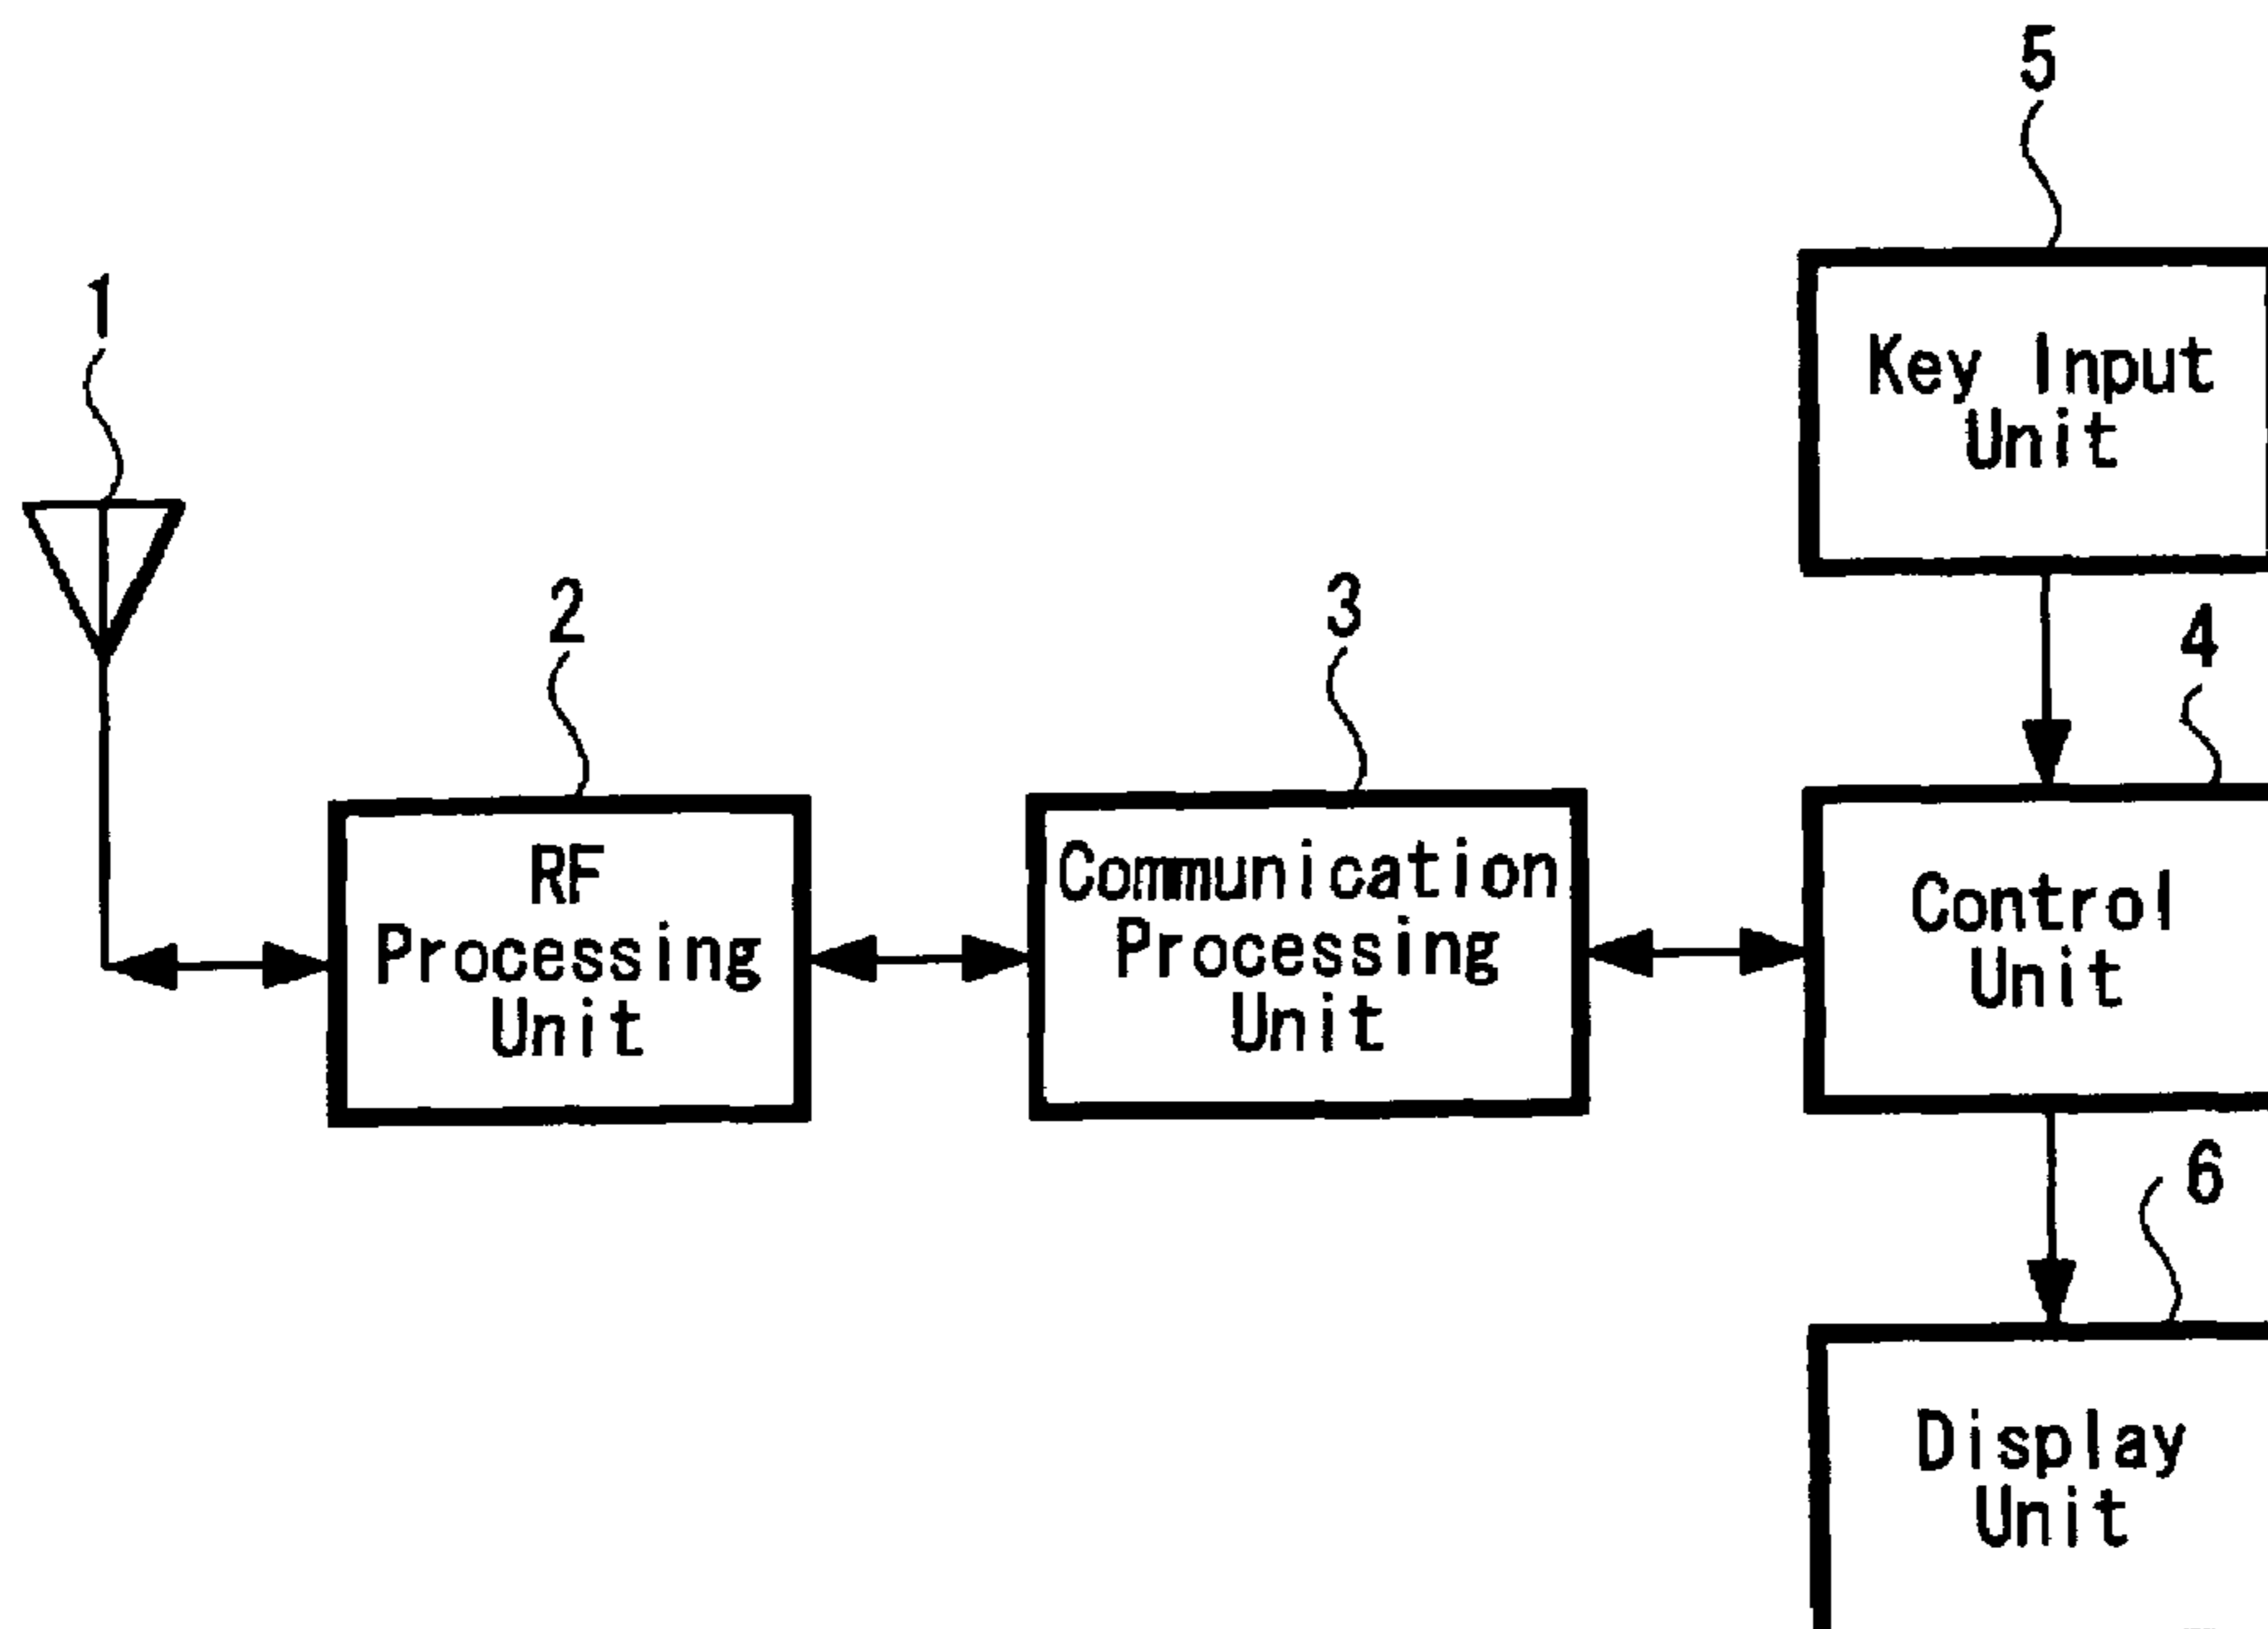 5
1
Key Input
Unit
2
3
4
RF
Processing
Unit
Communication
Processing
Unit
Control
Unit
6
Display
Unit